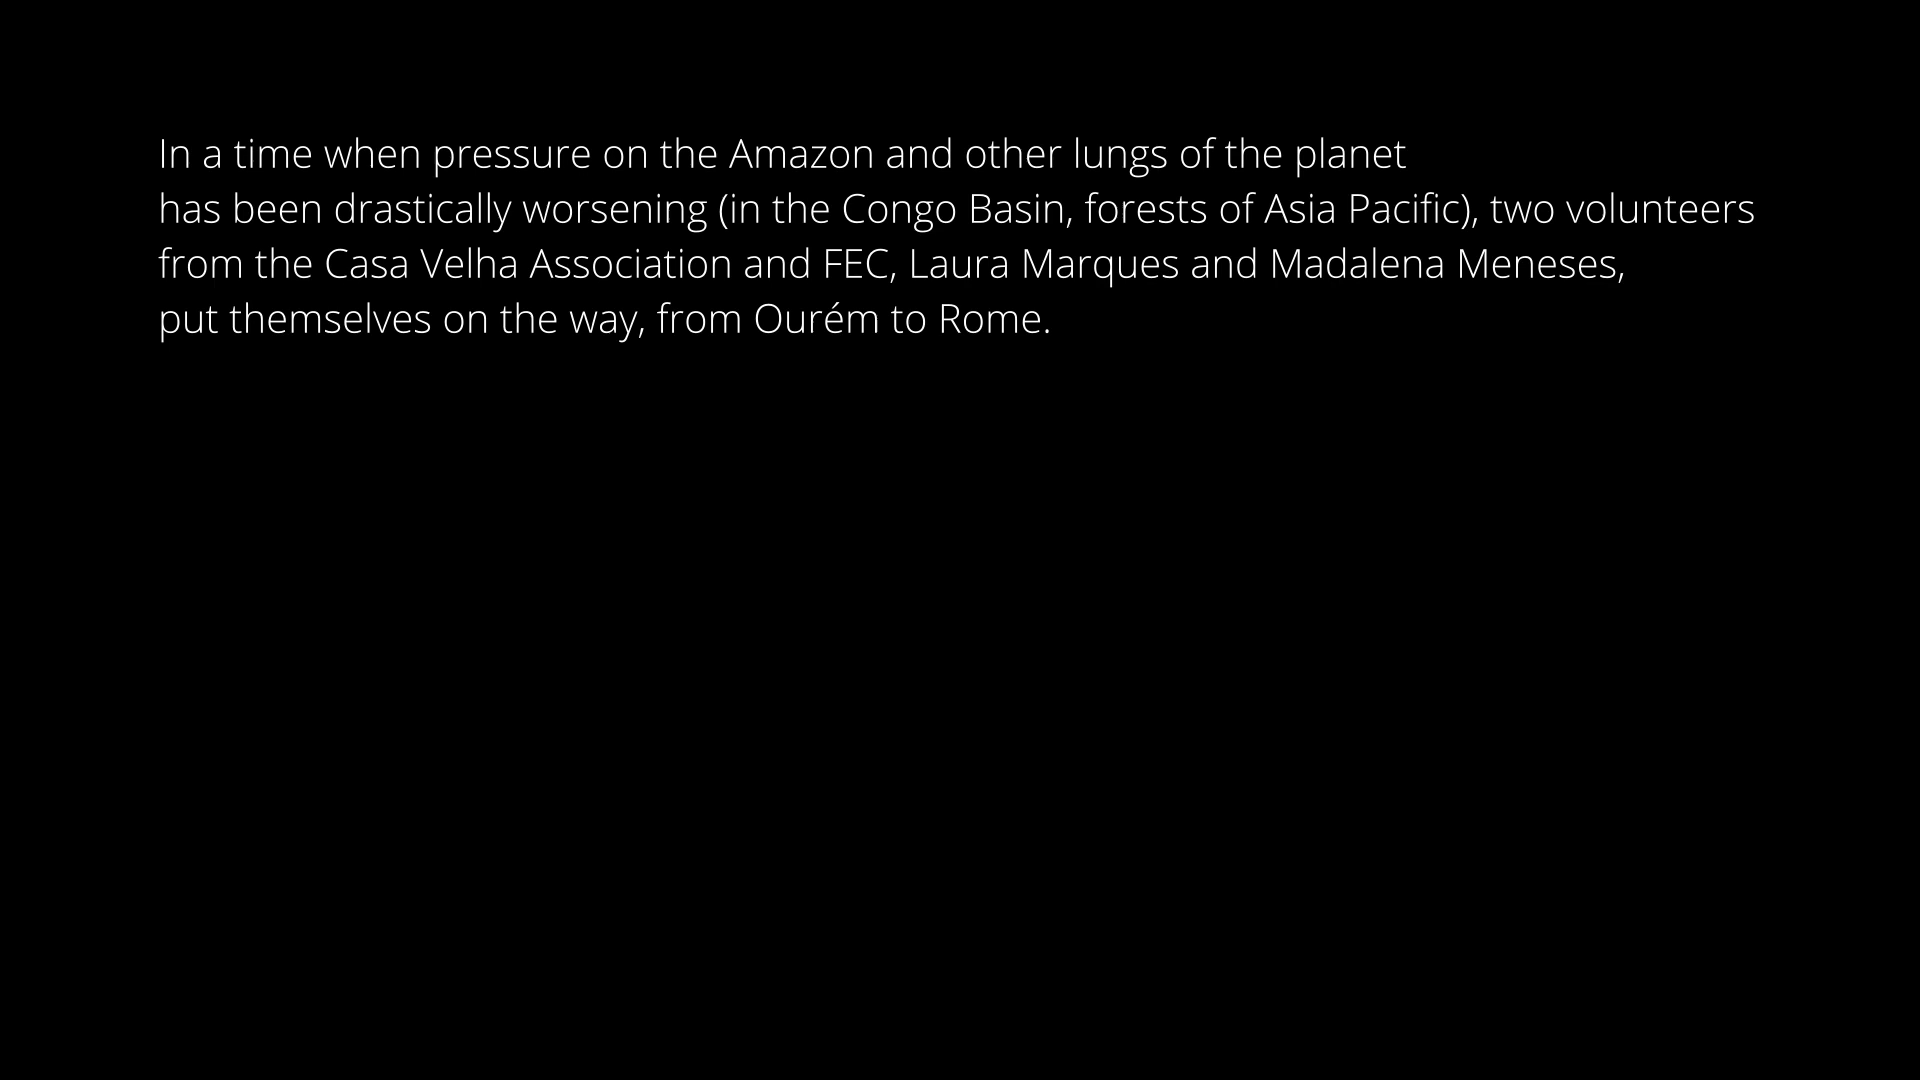 In a time when pressure on the Amazon and other lungs of the planet
has been drastically worsening (in the Congo Basin, forests of Asia Pacific), two volunteers
from the Casa Velha Association and FEC, Laura Marques and Madalena Meneses,
put themselves on the way, from Ourém to Rome.